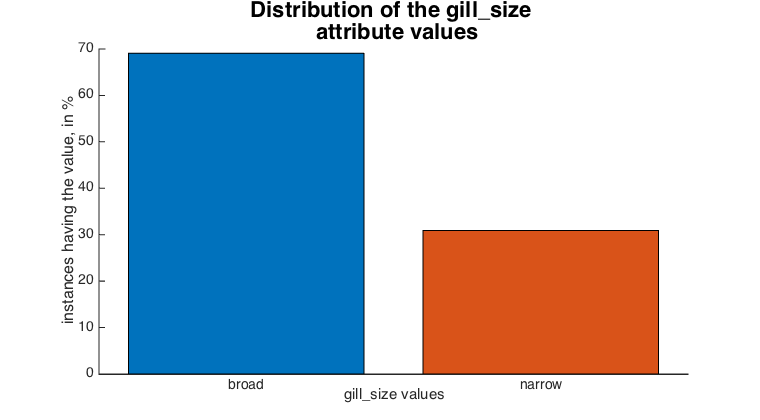 Distribution of the gill_size
attribute values
instances having the value, in %
70
60
50
40
30
20
10
0
broad
narrow
gill_size values